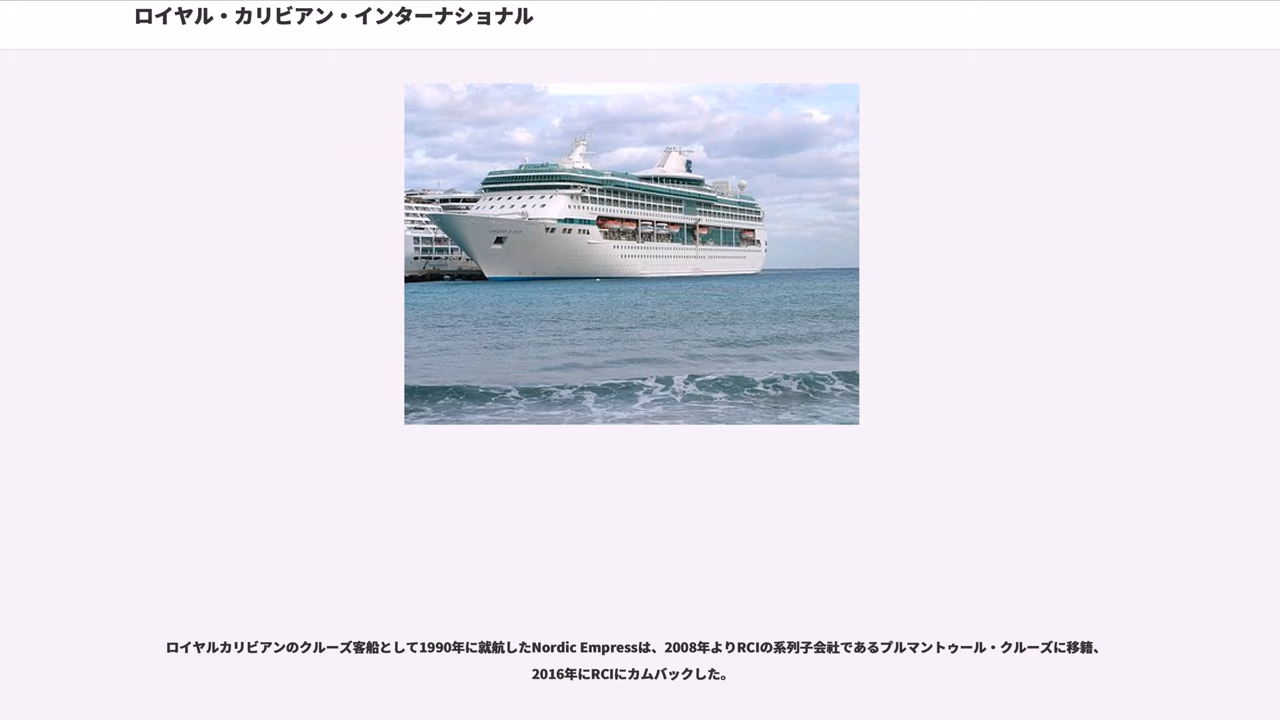 ロイヤル・カリビアン・インターナショナル
ロイヤルカリビアンのクルーズ客船として1990年に就航したNordic Empressは、2008年よりRCIの系列子会社であるプルマントゥール・クルーズに移籍、
2016年にRCIにカムバックした。